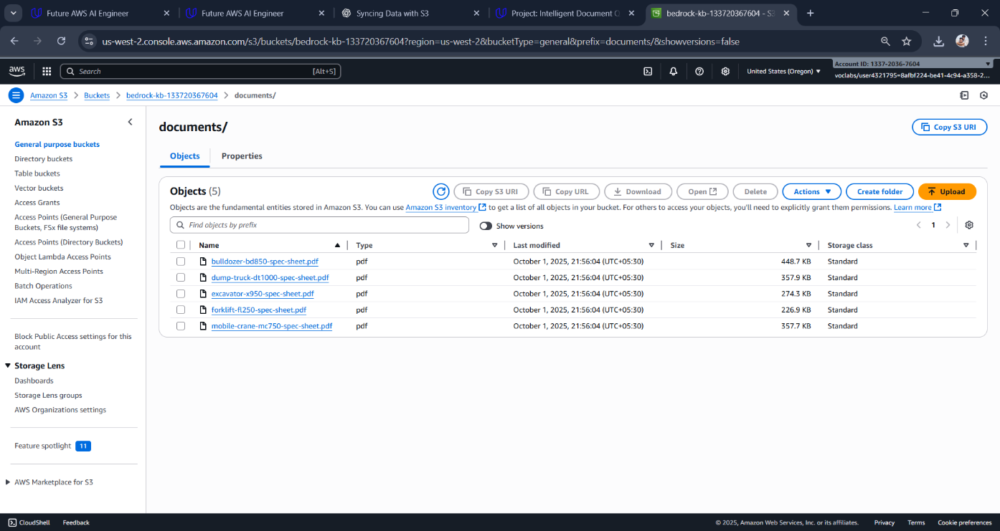 Future AWS AI Engineer
Future AWS AI Engineer
Syncing Data with S3
Project: Intelligent Document Q
bedrock-kb-133720367604 - S3
us-west-2.console.aws.amazon.com/s3/buckets/bedrock-kb-133720367604?region=us-west-2&bucketType=general&prefix=documents/&showversions=false
aws
Search [Alt+S]
United States (Oregon)
Account ID: 1337-2036-7604
voclabs/user4321795=8afbf224-be41-4c94-a358-2...
Amazon S3 > Buckets > bedrock-kb-133720367604 > documents/
Amazon S3
General purpose buckets
Directory buckets
Table buckets
Vector buckets
Access Grants
Access Points (General Purpose
Buckets, FSx file systems)
Access Points (Directory Buckets)
Object Lambda Access Points
Multi-Region Access Points
Batch Operations
IAM Access Analyzer for S3
Block Public Access settings for this
account
Storage Lens
Dashboards
Storage Lens groups
AWS Organizations settings
Feature spotlight 11
AWS Marketplace for S3
documents/
Copy S3 URI
Objects Properties
Objects (5)
Copy S3 URI Copy URL Download Open Delete Actions Create folder Upload
Objects are the fundamental entities stored in Amazon S3. You can use Amazon S3 inventory to get a list of all objects in your bucket. For others to access your objects, you'll need to explicitly grant them permissions. Learn more
Find objects by prefix Show versions 1
Name Type Last modified Size Storage class
bulldozer-bd850-spec-sheet.pdf pdf October 1, 2025, 21:56:04 (UTC+05:30) 448.7 KB Standard
dump-truck-dt1000-spec-sheet.pdf pdf October 1, 2025, 21:56:04 (UTC+05:30) 357.9 KB Standard
excavator-x950-spec-sheet.pdf pdf October 1, 2025, 21:56:04 (UTC+05:30) 274.3 KB Standard
forklift-fl250-spec-sheet.pdf pdf October 1, 2025, 21:56:04 (UTC+05:30) 226.9 KB Standard
mobile-crane-mc750-spec-sheet.pdf pdf October 1, 2025, 21:56:04 (UTC+05:30) 357.7 KB Standard
CloudShell Feedback © 2025, Amazon Web Services, Inc. or its affiliates. Privacy Terms Cookie preferences